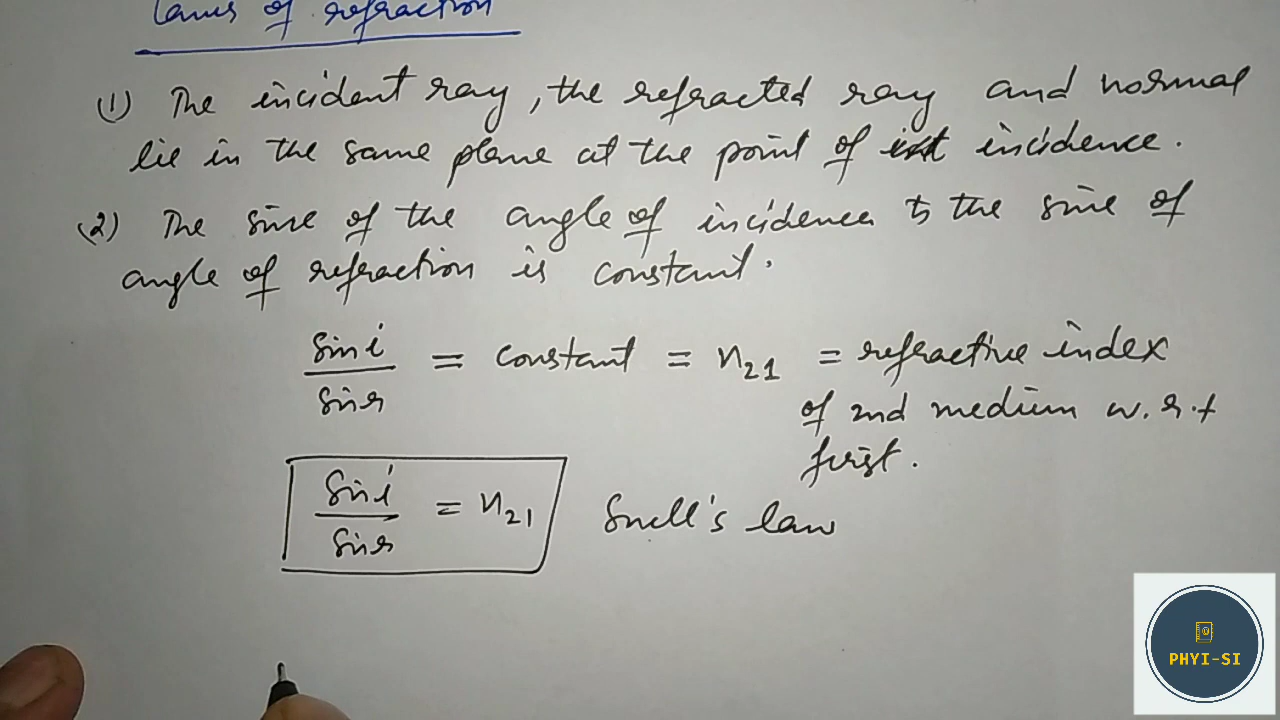 Laws of refraction
(1) The incident ray, the refracted ray and normal
lie in the same plane at the point of incidence.
(2) The sine of the angle of incidence to the sine of
angle of refraction is constant.
sin i / sin r = constant = n21 = refractive index
of 2nd medium w.r.t
first.
sin i / sin r = n21 Snell's law
PHYI-SI